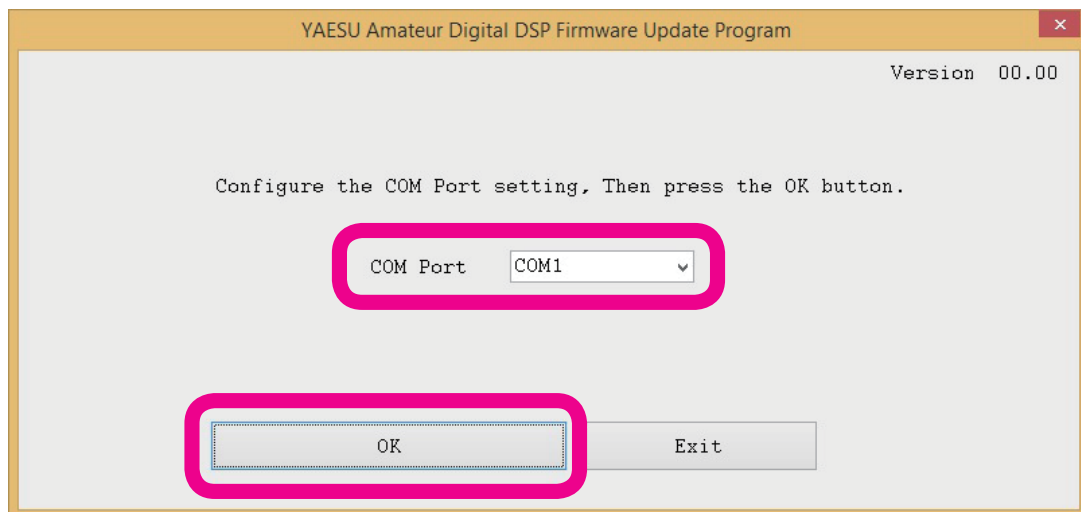 YAESU Amateur Digital DSP Firmware Update Program
Version 00.00
Configure the COM Port setting, Then press the OK button.
COM Port COM1
OK Exit